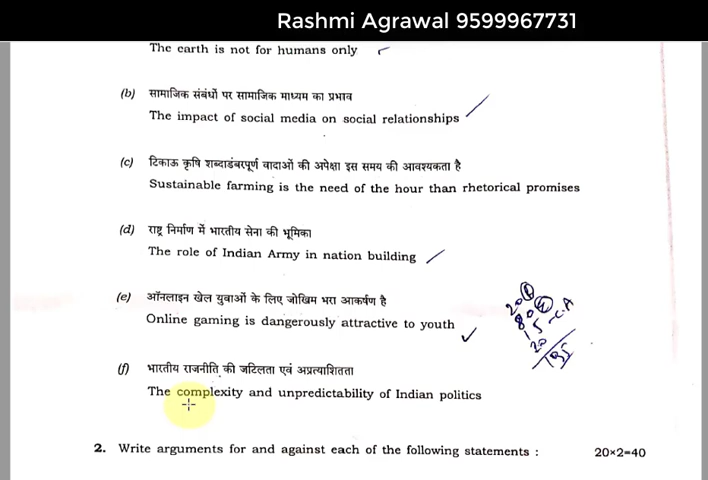 Rashmi Agrawal 9599967731
The earth is not for humans only
(b) सामाजिक संबंधों पर सामाजिक माध्यम का प्रभाव
The impact of social media on social relationships
(c) टिकाऊ कृषि शब्दाडंबरपूर्ण वादाओं की अपेक्षा इस समय की आवश्यकता है
Sustainable farming is the need of the hour than rhetorical promises
(d) राष्ट्र निर्माण में भारतीय सेना की भूमिका
The role of Indian Army in nation building
(e) ऑनलाइन खेल युवाओं के लिए जोखिम भरा आकर्षण है
Online gaming is dangerously attractive to youth
20
80
15
20
(f) भारतीय राजनीति की जटिलता एवं अप्रत्याशितता
The complexity and unpredictability of Indian politics
2. Write arguments for and against each of the following statements : 20×2=40